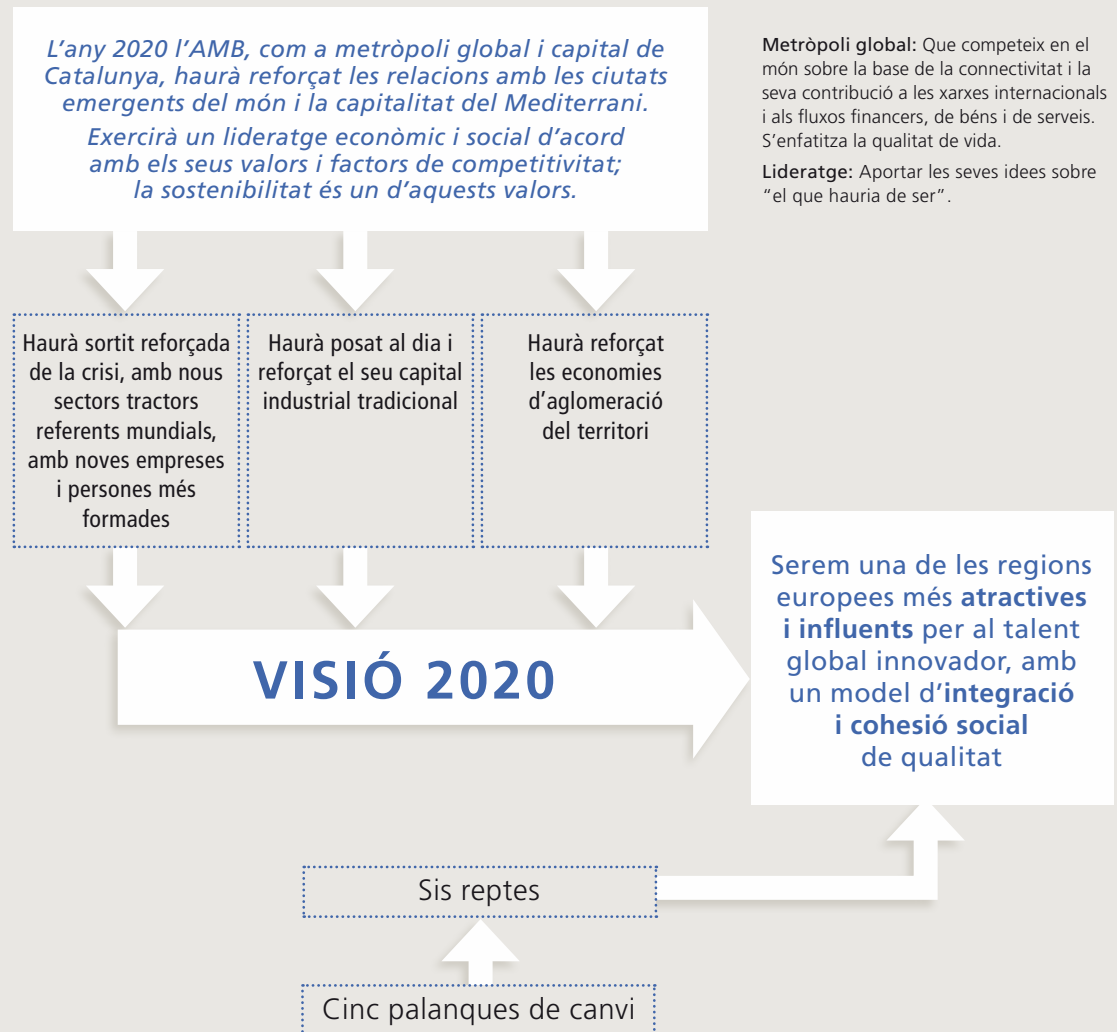 L'any 2020 l'AMB, com a metròpoli global i capital de
Catalunya, haurà reforçat les relacions amb les ciutats
emergents del món i la capitalitat del Mediterrani.
Exercirà un lideratge econòmic i social d'acord
amb els seus valors i factors de competitivitat;
la sostenibilitat és un d'aquests valors.
Metròpoli global: Que competeix en el
món sobre la base de la connectivitat i la
seva contribució a les xarxes internacionals
i als fluxos financers, de béns i de serveis.
S'enfatitza la qualitat de vida.
Lideratge: Aportar les seves idees sobre
"el que hauria de ser".
Haurà sortit reforçada
de la crisi, amb nous
sectors tractors
referents mundials,
amb noves empreses
i persones més
formades
Haurà posat al dia i
reforçat el seu capital
industrial tradicional
Haurà reforçat
les economies
d'aglomeració
del territori
VISIÓ 2020
Serem una de les regions
europees més atractives
i influents per al talent
global innovador, amb
un model d'integració
i cohesió social
de qualitat
Sis reptes
Cinc palanques de canvi